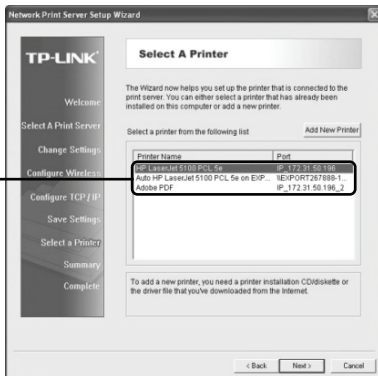 Network Print Server Setup Wizard
TP-LINK
Welcome
Select A Print Server
Change Settings
Configure Wireless
Configure TCP/IP
Save Settings
Select a Printer
Summary
Complete
Select A Printer
The Wizard now helps you set up the printer that is connected to the
print server. You can either select a printer that has already been
installed on this computer or add a new printer.
Select a printer from the following list
Add New Printer
Printer Name Port
HP LaserJet 5100 PCL 5e IP_172.31.50.196
Auto HP LaserJet 5100 PCL 5e on EXP... \\EXPORT267888-1...
Adobe PDF IP_172.31.50.196_2
To add a new printer, you need a printer installation CD/diskette or
the driver file that you've downloaded from the Internet.
< Back Next > Cancel